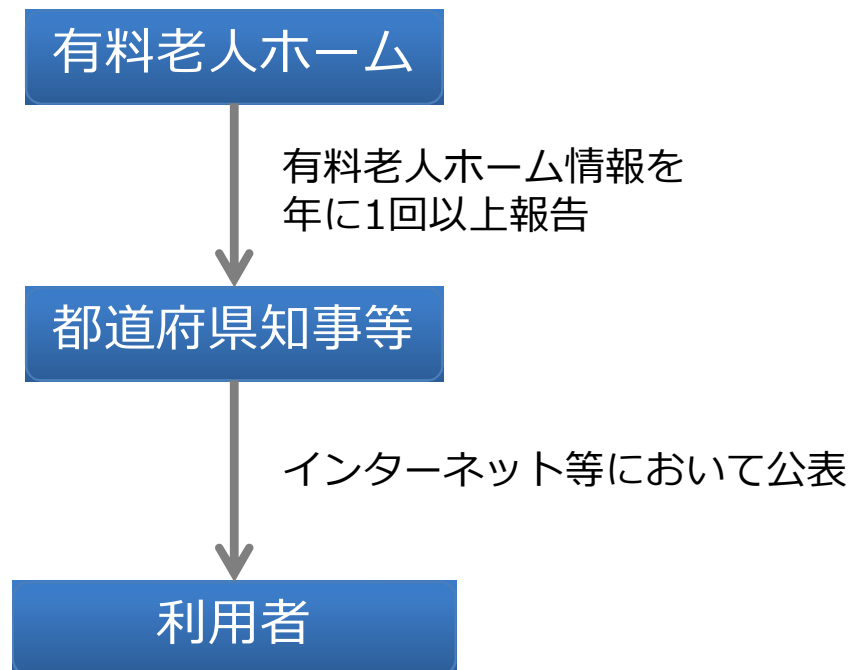 有料老人ホーム
有料老人ホーム情報を
年に1回以上報告
都道府県知事等
インターネット等において公表
利用者